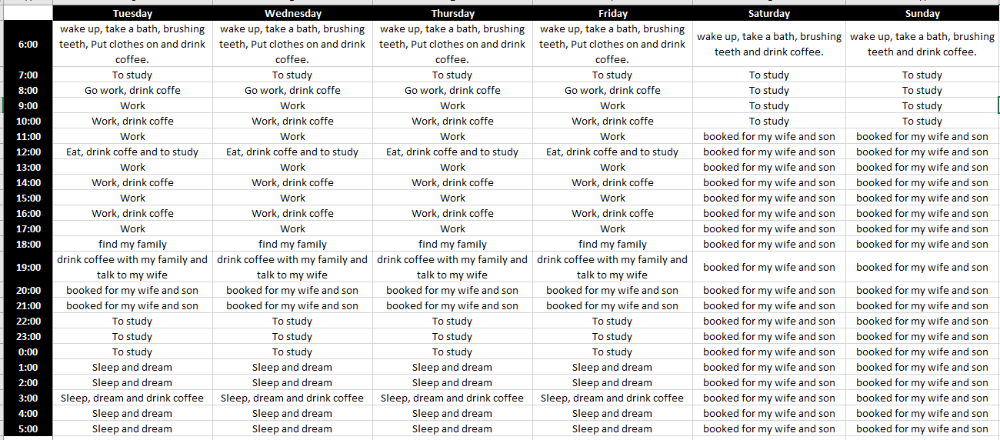 Tuesday Wednesday Thursday Friday Saturday Sunday
wake up, take a bath, brushing wake up, take a bath, brushing wake up, take a bath, brushing wake up, take a bath, brushing
wake up, take a bath, brushing wake up, take a bath, brushing
6:00 teeth, Put clothes on and drink teeth, Put clothes on and drink teeth, Put clothes on and drink teeth, Put clothes on and drink
teeth and drink coffee. teeth and drink coffee.
coffee. coffee. coffee. coffee.
7:00 To study To study To study To study To study To study
8:00 Go work, drink coffe Go work, drink coffe Go work, drink coffe Go work, drink coffe To study To study
9:00 Work Work Work Work To study To study
10:00 Work, drink coffe Work, drink coffe Work, drink coffe Work, drink coffe To study To study
11:00 Work Work Work Work booked for my wife and son booked for my wife and son
12:00 Eat, drink coffe and to study Eat, drink coffe and to study Eat, drink coffe and to study Eat, drink coffe and to study booked for my wife and son booked for my wife and son
13:00 Work Work Work Work booked for my wife and son booked for my wife and son
14:00 Work, drink coffe Work, drink coffe Work, drink coffe Work, drink coffe booked for my wife and son booked for my wife and son
15:00 Work Work Work Work booked for my wife and son booked for my wife and son
16:00 Work, drink coffe Work, drink coffe Work, drink coffe Work, drink coffe booked for my wife and son booked for my wife and son
17:00 Work Work Work Work booked for my wife and son booked for my wife and son
18:00 find my family find my family find my family find my family booked for my wife and son booked for my wife and son
drink coffee with my family and drink coffee with my family and drink coffee with my family and drink coffee with my family and
19:00 booked for my wife and son booked for my wife and son
talk to my wife talk to my wife talk to my wife talk to my wife
20:00 booked for my wife and son booked for my wife and son booked for my wife and son booked for my wife and son booked for my wife and son booked for my wife and son
21:00 booked for my wife and son booked for my wife and son booked for my wife and son booked for my wife and son booked for my wife and son booked for my wife and son
22:00 To study To study To study To study booked for my wife and son booked for my wife and son
23:00 To study To study To study To study booked for my wife and son booked for my wife and son
0:00 To study To study To study To study booked for my wife and son booked for my wife and son
1:00 Sleep and dream Sleep and dream Sleep and dream Sleep and dream booked for my wife and son booked for my wife and son
2:00 Sleep and dream Sleep and dream Sleep and dream Sleep and dream booked for my wife and son booked for my wife and son
3:00 Sleep, dream and drink coffee Sleep, dream and drink coffee Sleep, dream and drink coffee Sleep, dream and drink coffee booked for my wife and son booked for my wife and son
4:00 Sleep and dream Sleep and dream Sleep and dream Sleep and dream booked for my wife and son booked for my wife and son
5:00 Sleep and dream Sleep and dream Sleep and dream Sleep and dream booked for my wife and son booked for my wife and son